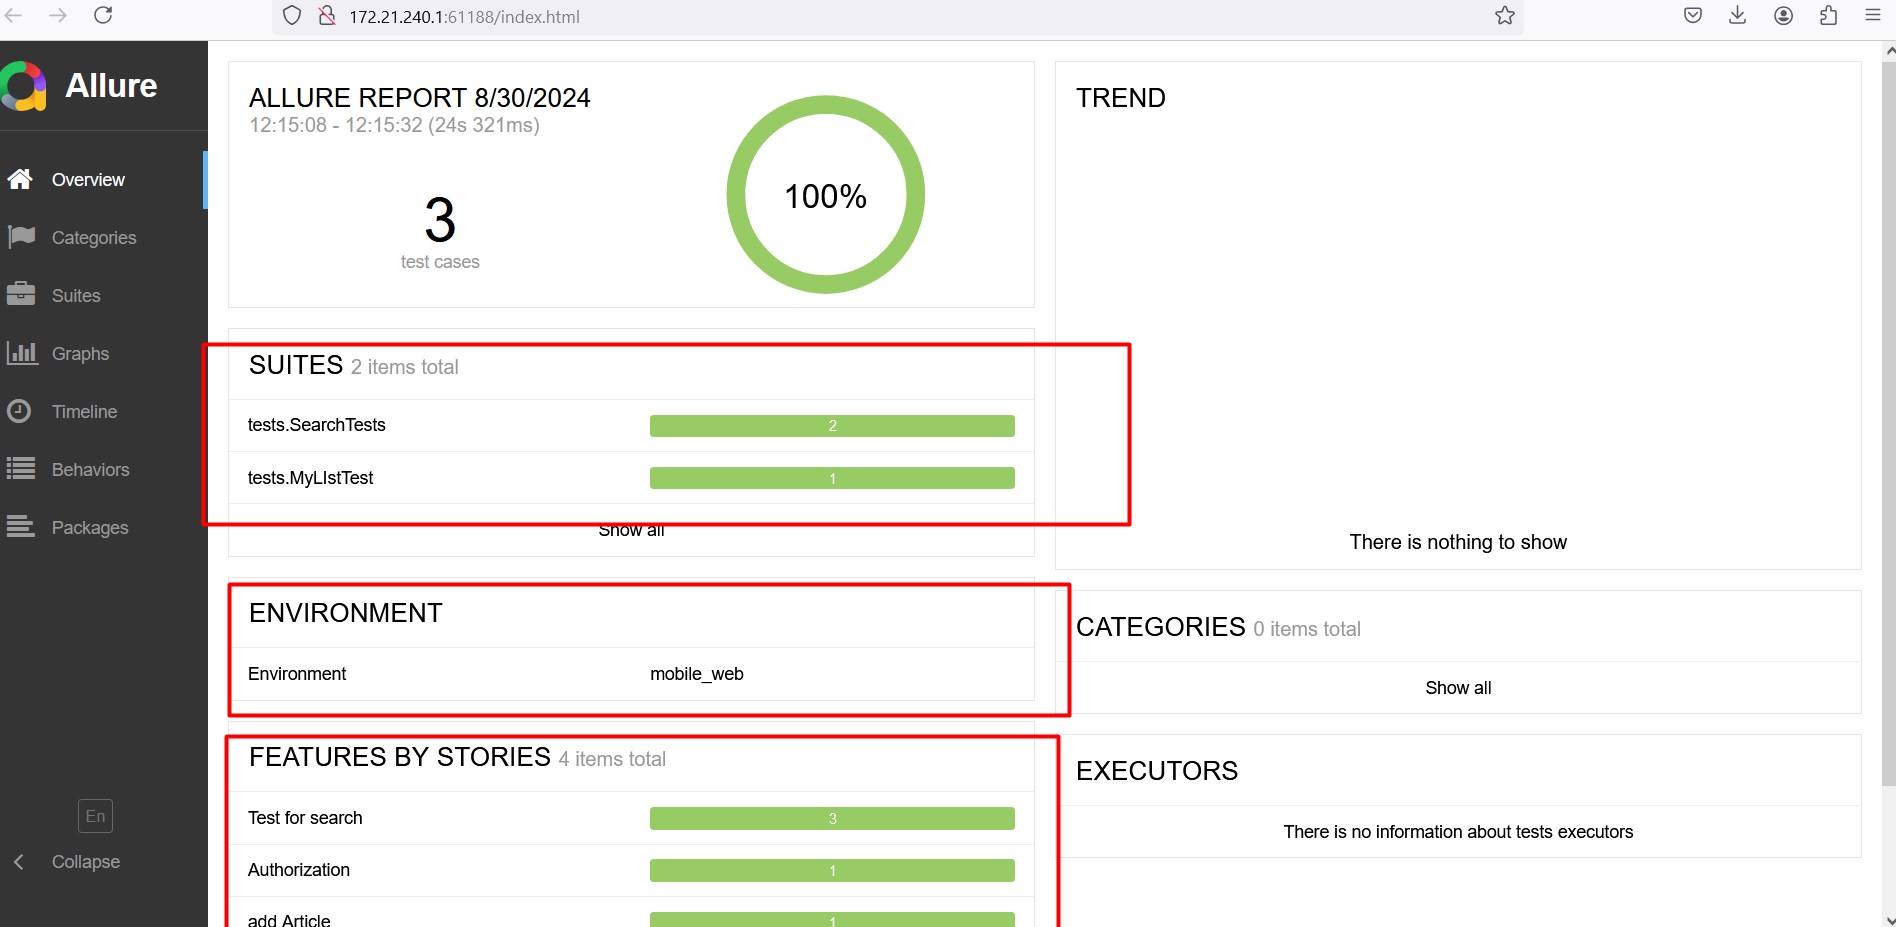 172.21.240.1:61188/index.html
Allure
Overview
Categories
Suites
Graphs
Timeline
Behaviors
Packages
En
Collapse
ALLURE REPORT 8/30/2024
12:15:08 - 12:15:32 (24s 321ms)
3
test cases
100%
SUITES 2 items total
tests.SearchTests 2
tests.MyLIstTest 1
Show all
ENVIRONMENT
Environment mobile_web
FEATURES BY STORIES 4 items total
Test for search 3
Authorization 1
add Article 1
TREND
There is nothing to show
CATEGORIES 0 items total
Show all
EXECUTORS
There is no information about tests executors